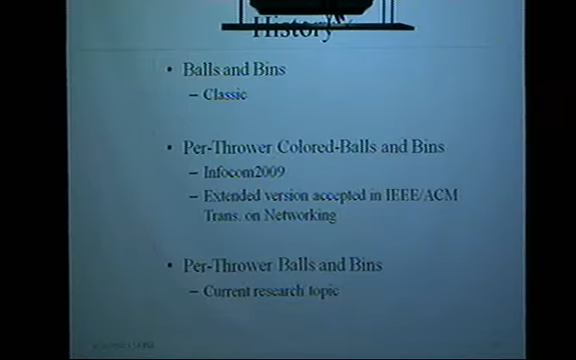 History
• Balls and Bins
– Classic
• Per-Thrower Colored-Balls and Bins
– Infocom2009
– Extended version accepted in IEEE/ACM
Trans. on Networking
• Per-Thrower Balls and Bins
– Current research topic